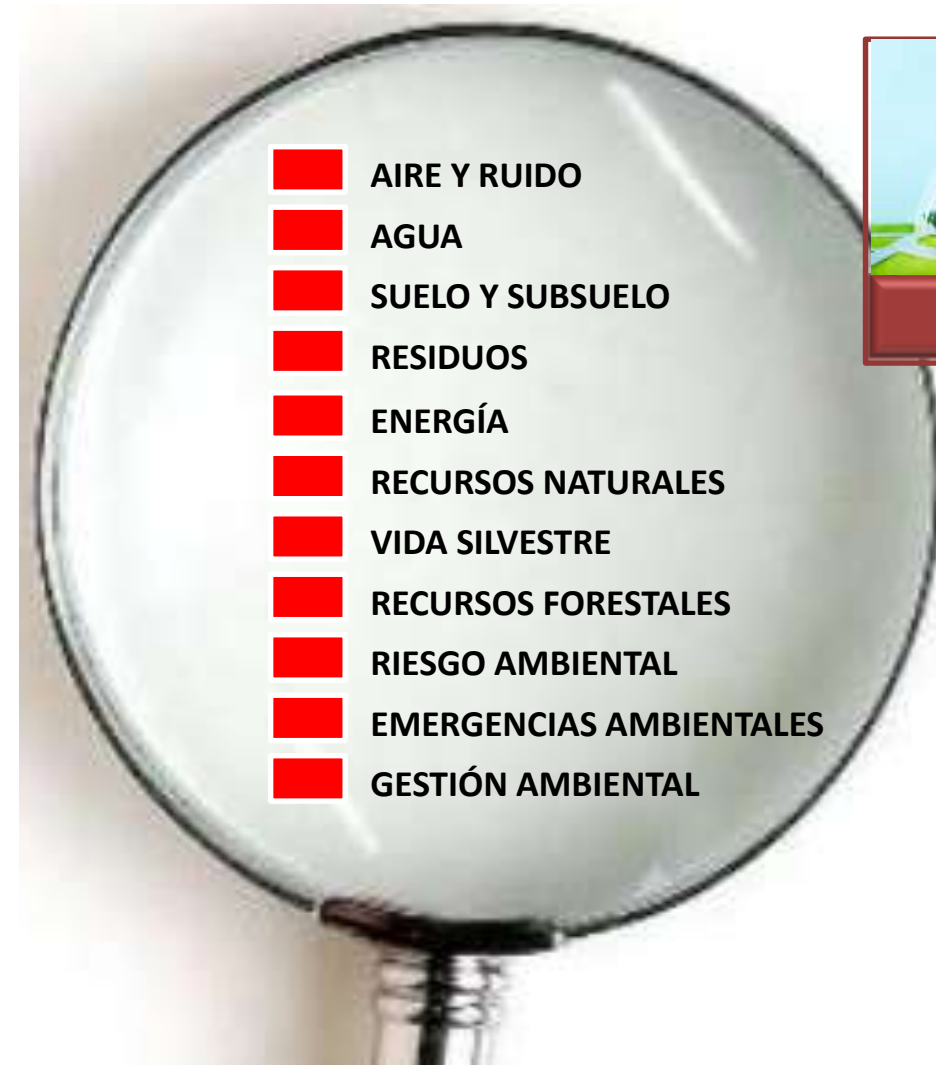 AIRE Y RUIDO
AGUA
SUELO Y SUBSUELO
RESIDUOS
ENERGÍA
RECURSOS NATURALES
VIDA SILVESTRE
RECURSOS FORESTALES
RIESGO AMBIENTAL
EMERGENCIAS AMBIENTALES
GESTIÓN AMBIENTAL